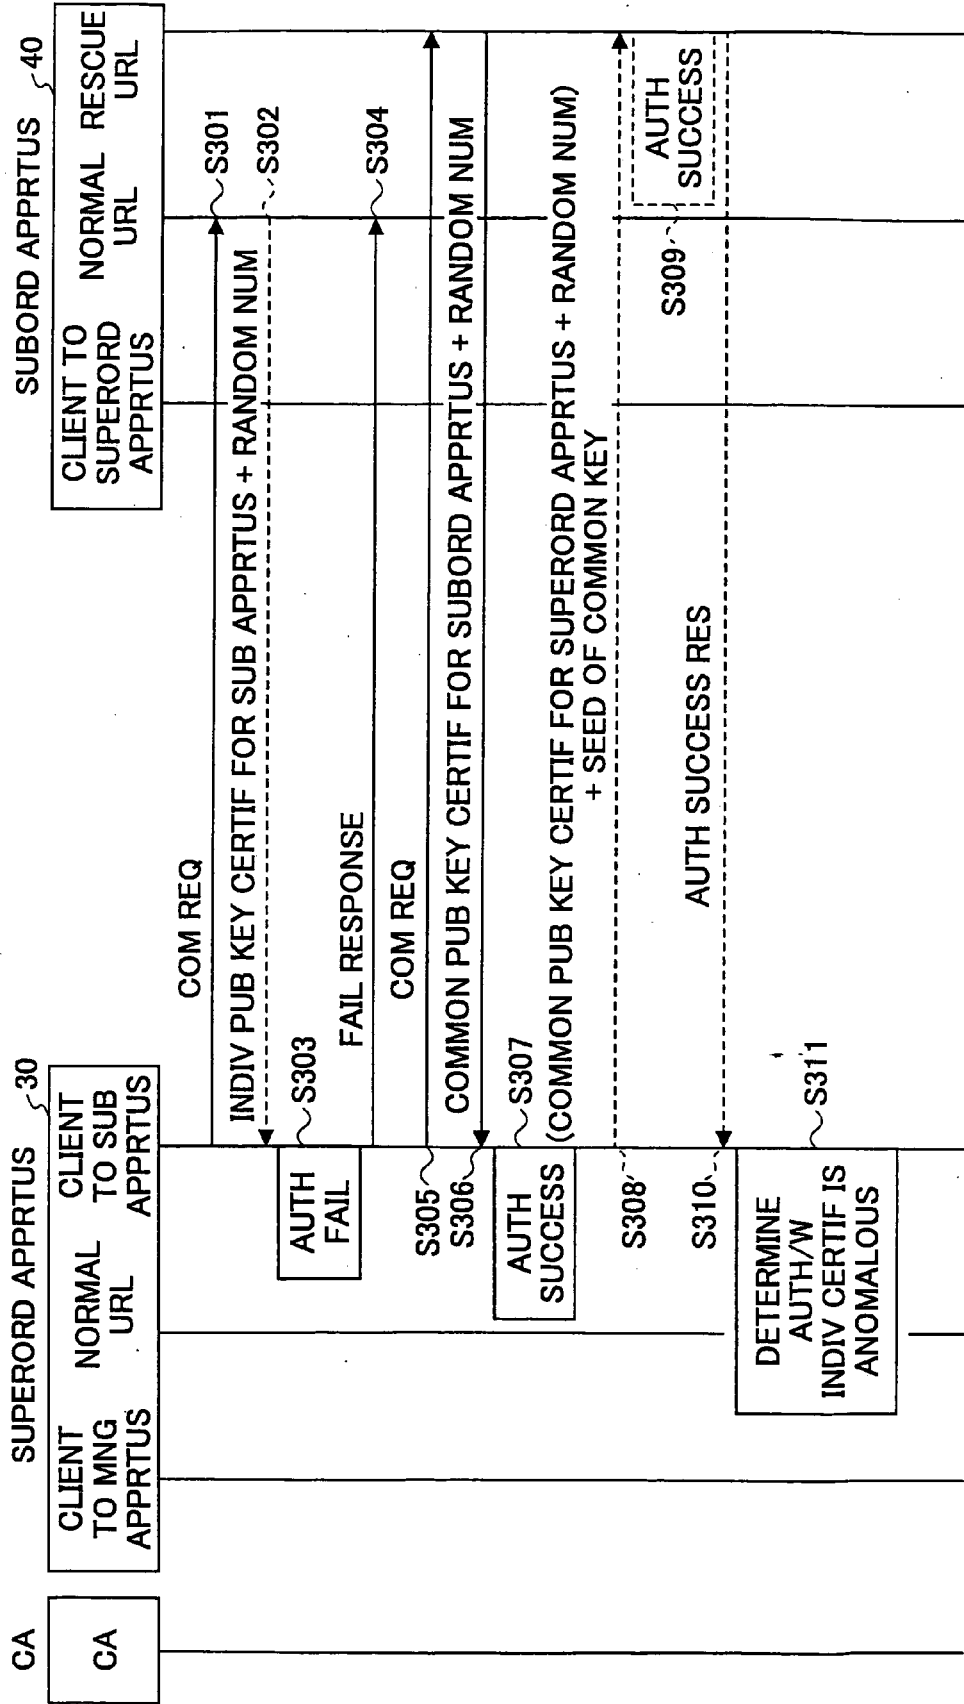 CA
CA
SUPERORD APPRTUS
30
CLIENT
TO MNG
APPRTUS
NORMAL
URL
CLIENT
TO SUB
APPRTUS
SUBORD APPRTUS
40
CLIENT TO
SUPERORD
APPRTUS
NORMAL
URL
RESCUE
URL
COM REQ
S301
INDIV PUB KEY CERTIF FOR SUB APPRTUS + RANDOM NUM
S302
AUTH
FAIL
S303
FAIL RESPONSE
S304
COM REQ
S305
COMMON PUB KEY CERTIF FOR SUBORD APPRTUS + RANDOM NUM
S306
AUTH
SUCCESS
S307
(COMMON PUB KEY CERTIF FOR SUPERORD APPRTUS + RANDOM NUM)
+ SEED OF COMMON KEY
S308
AUTH
SUCCESS
S309
AUTH SUCCESS RES
S310
DETERMINE
AUTH/W
INDIV CERTIF IS
ANOMALOUS
S311